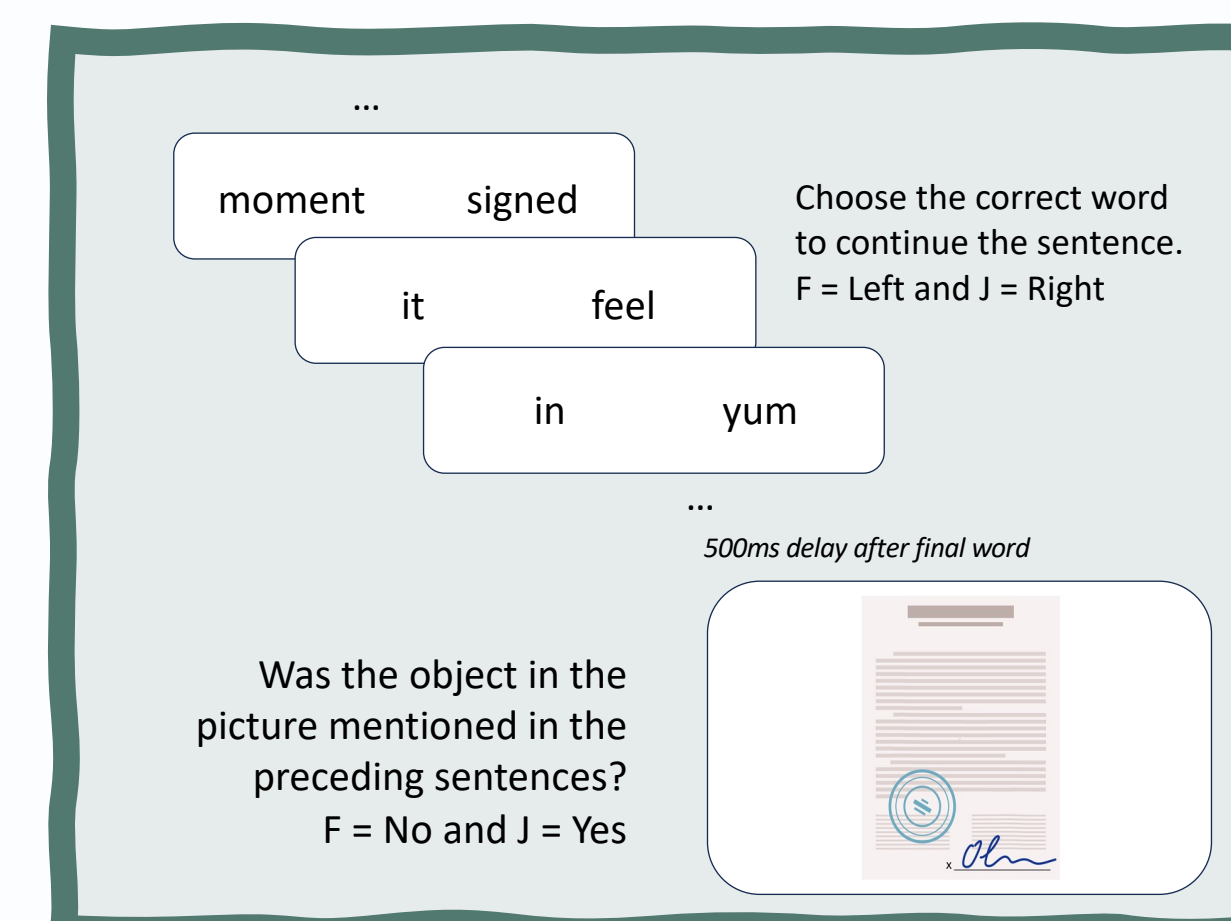 ...
moment signed
Choose the correct word
to continue the sentence.
F = Left and J = Right
it feel
in yum
...
500ms delay after final word
Was the object in the
picture mentioned in the
preceding sentences?
F = No and J = Yes
x